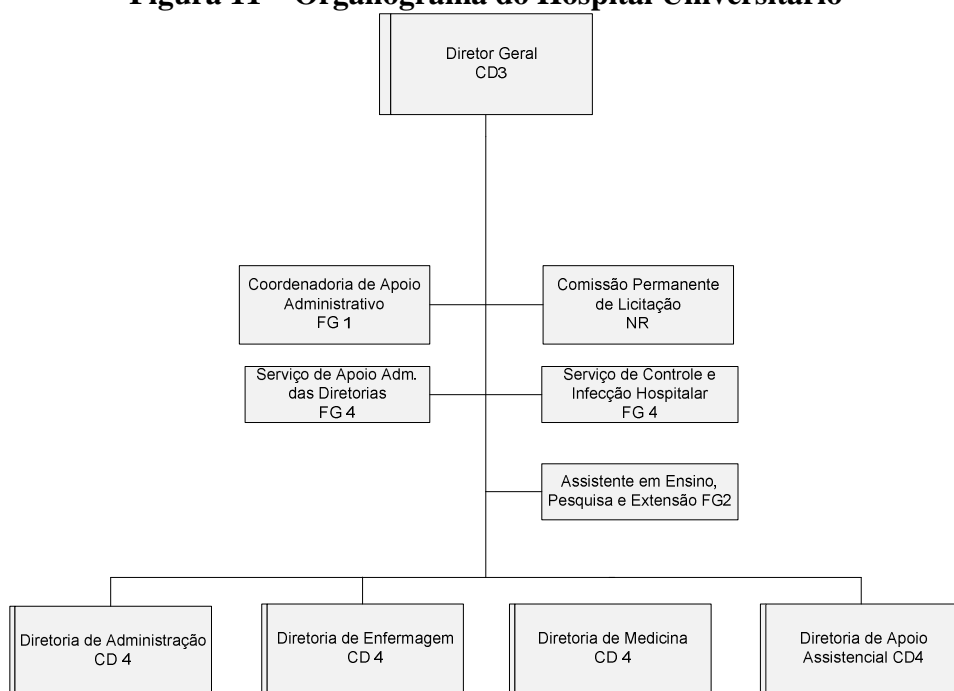 Figura 11 – Organograma do Hospital Universitário
Diretor Geral
CD3
Coordenadoria de Apoio
Administrativo
FG 1
Comissão Permanente
de Licitação
NR
Serviço de Apoio Adm.
das Diretorias
FG 4
Serviço de Controle e
Infecção Hospitalar
FG 4
Assistente em Ensino,
Pesquisa e Extensão FG2
Diretoria de Administração
CD 4
Diretoria de Enfermagem
CD 4
Diretoria de Medicina
CD 4
Diretoria de Apoio
Assistencial CD4